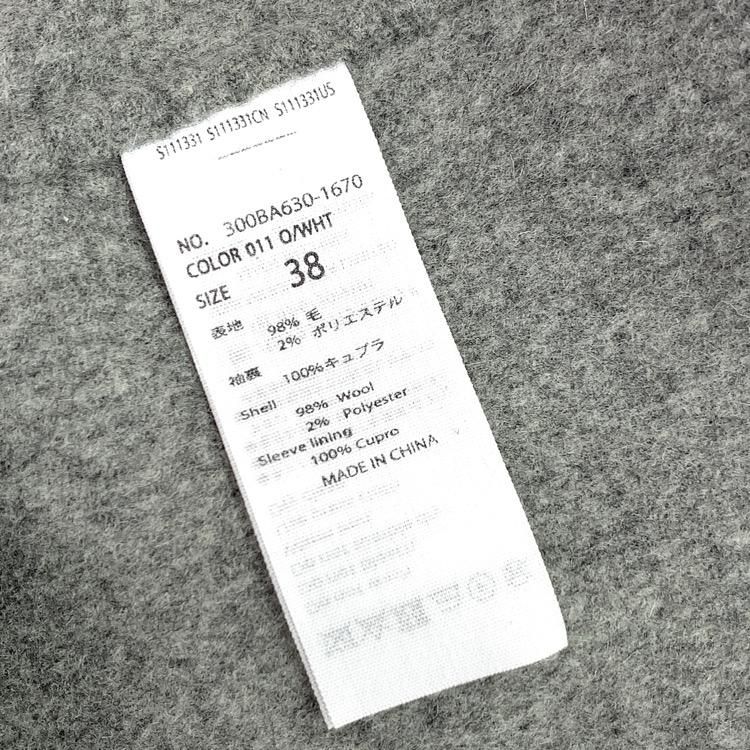 S111331 S111331CN S111331US
NO. 300BA630-1670
COLOR 011 O/WHT
SIZE 38
表地 98% 毛
2% ポリエステル
袖裏 100%キュプラ
Shell 98% Wool
2% Polyester
Sleeve lining
100% Cupro
MADE IN CHINA